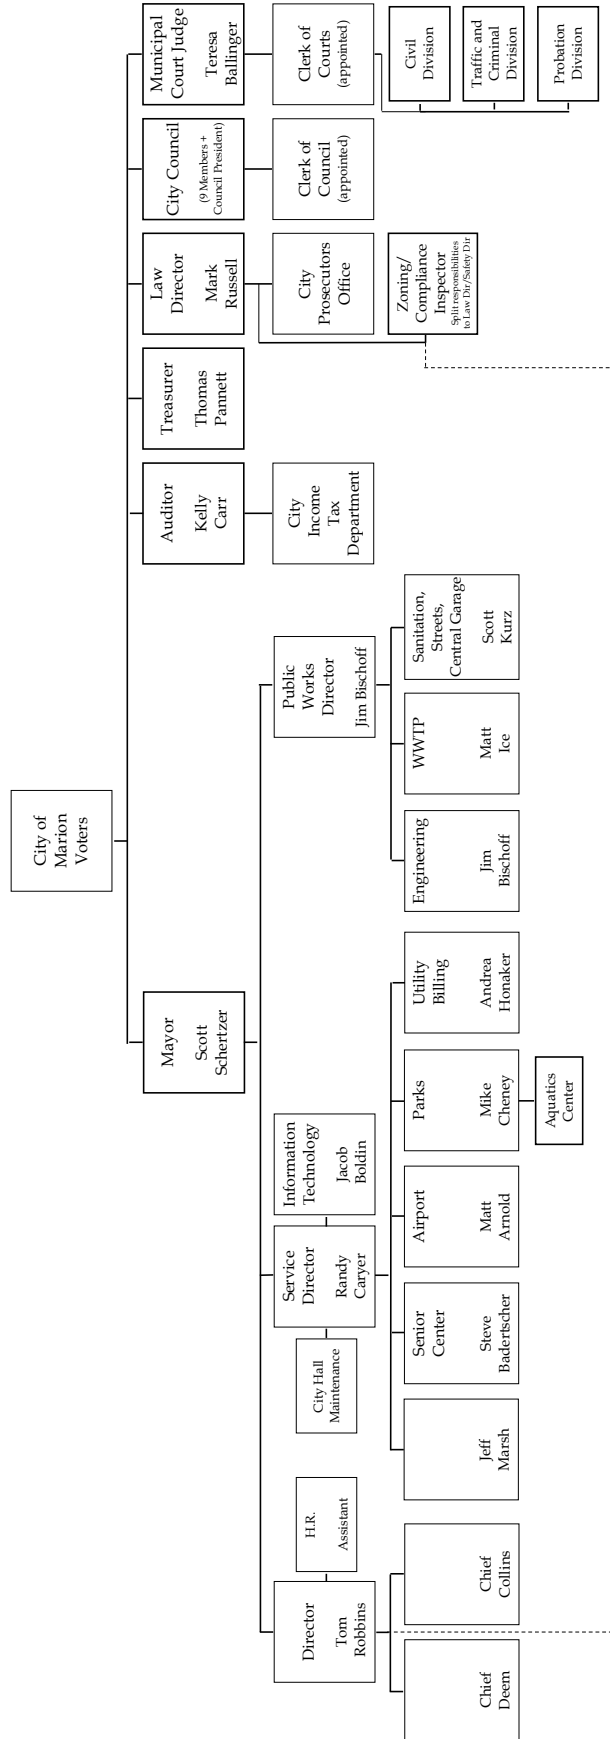 City of
Marion
Voters
Mayor
Scott
Schertzer
Auditor
Kelly
Carr
Treasurer
Thomas
Pannett
Law
Director
Mark
Russell
City Council
(9 Members +
Council President)
Municipal
Court Judge
Teresa
Ballinger
Director
Tom
Robbins
H.R.
Assistant
City Hall
Maintenance
Service
Director
Randy
Caryer
Information
Technology
Jacob
Boldin
Public
Works
Director
Jim Bischoff
City
Income
Tax
Department
City
Prosecutors
Office
Clerk of
Council
(appointed)
Clerk of
Courts
(appointed)
Chief
Deem
Chief
Collins
Jeff
Marsh
Senior
Center
Steve
Badertscher
Airport
Matt
Arnold
Parks
Mike
Cheney
Utility
Billing
Andrea
Honaker
Engineering
Jim
Bischoff
WWTP
Matt
Ice
Sanitation,
Streets,
Central Garage
Scott
Kurz
Zoning/
Compliance
Inspector
Split responsibilities
to Law Dir/Safety Dir
Civil
Division
Traffic and
Criminal
Division
Probation
Division
Aquatics
Center